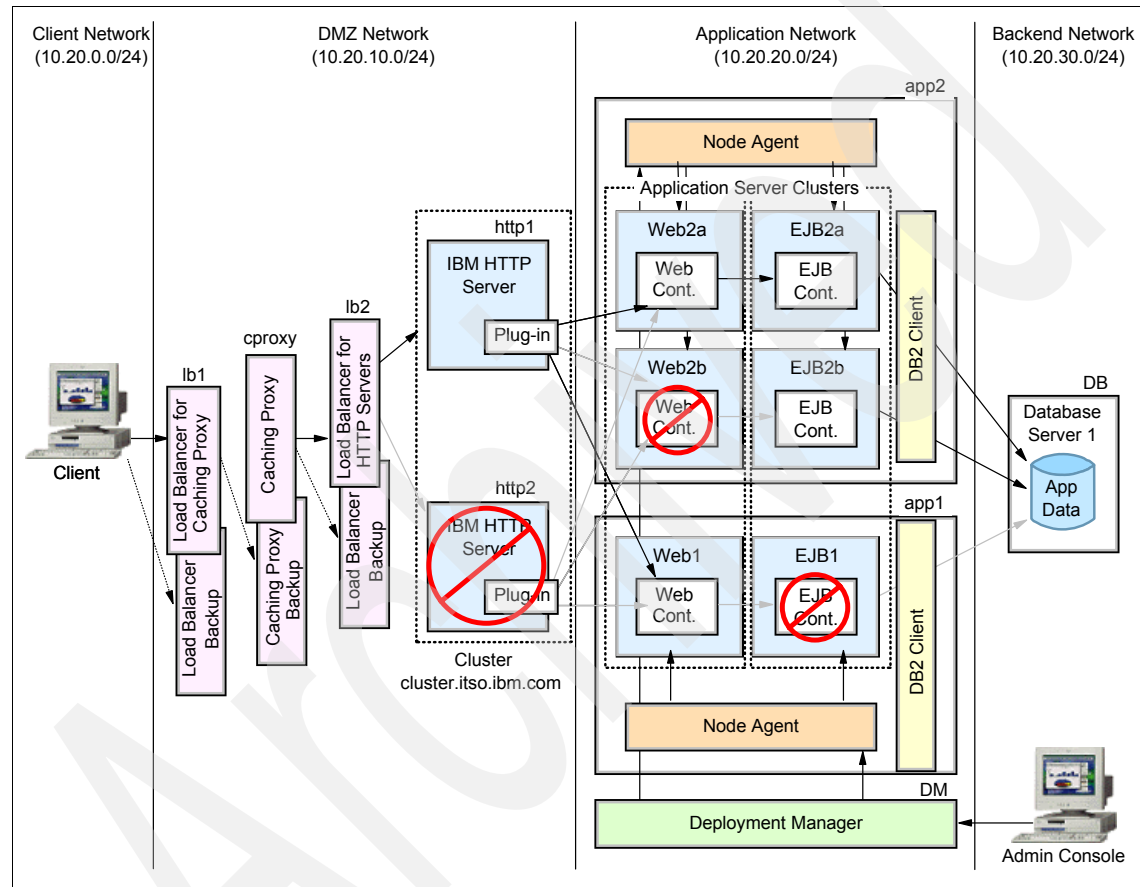 Client Network
(10.20.0.0/24)
DMZ Network
(10.20.10.0/24)
Application Network
(10.20.20.0/24)
Backend Network
(10.20.30.0/24)
app2
Node Agent
Application Server Clusters
Web2a
Web
Cont.
EJB2a
EJB
Cont.
Web2b
Web
Cont.
EJB2b
EJB
Cont.
DB2 Client
http1
IBM HTTP
Server
Plug-in
lb2
Load Balancer for
HTTP Servers
Load Balancer
Backup
cproxy
Caching Proxy
Caching Proxy
Backup
lb1
Load Balancer for
Caching Proxy
Load Balancer
Backup
Client
http2
IBM HTTP
Server
Plug-in
Cluster
cluster.itso.ibm.com
app1
Web1
Web
Cont.
EJB1
EJB
Cont.
DB2 Client
Node Agent
DB
Database
Server 1
App
Data
DM
Deployment Manager
Admin Console
Archived